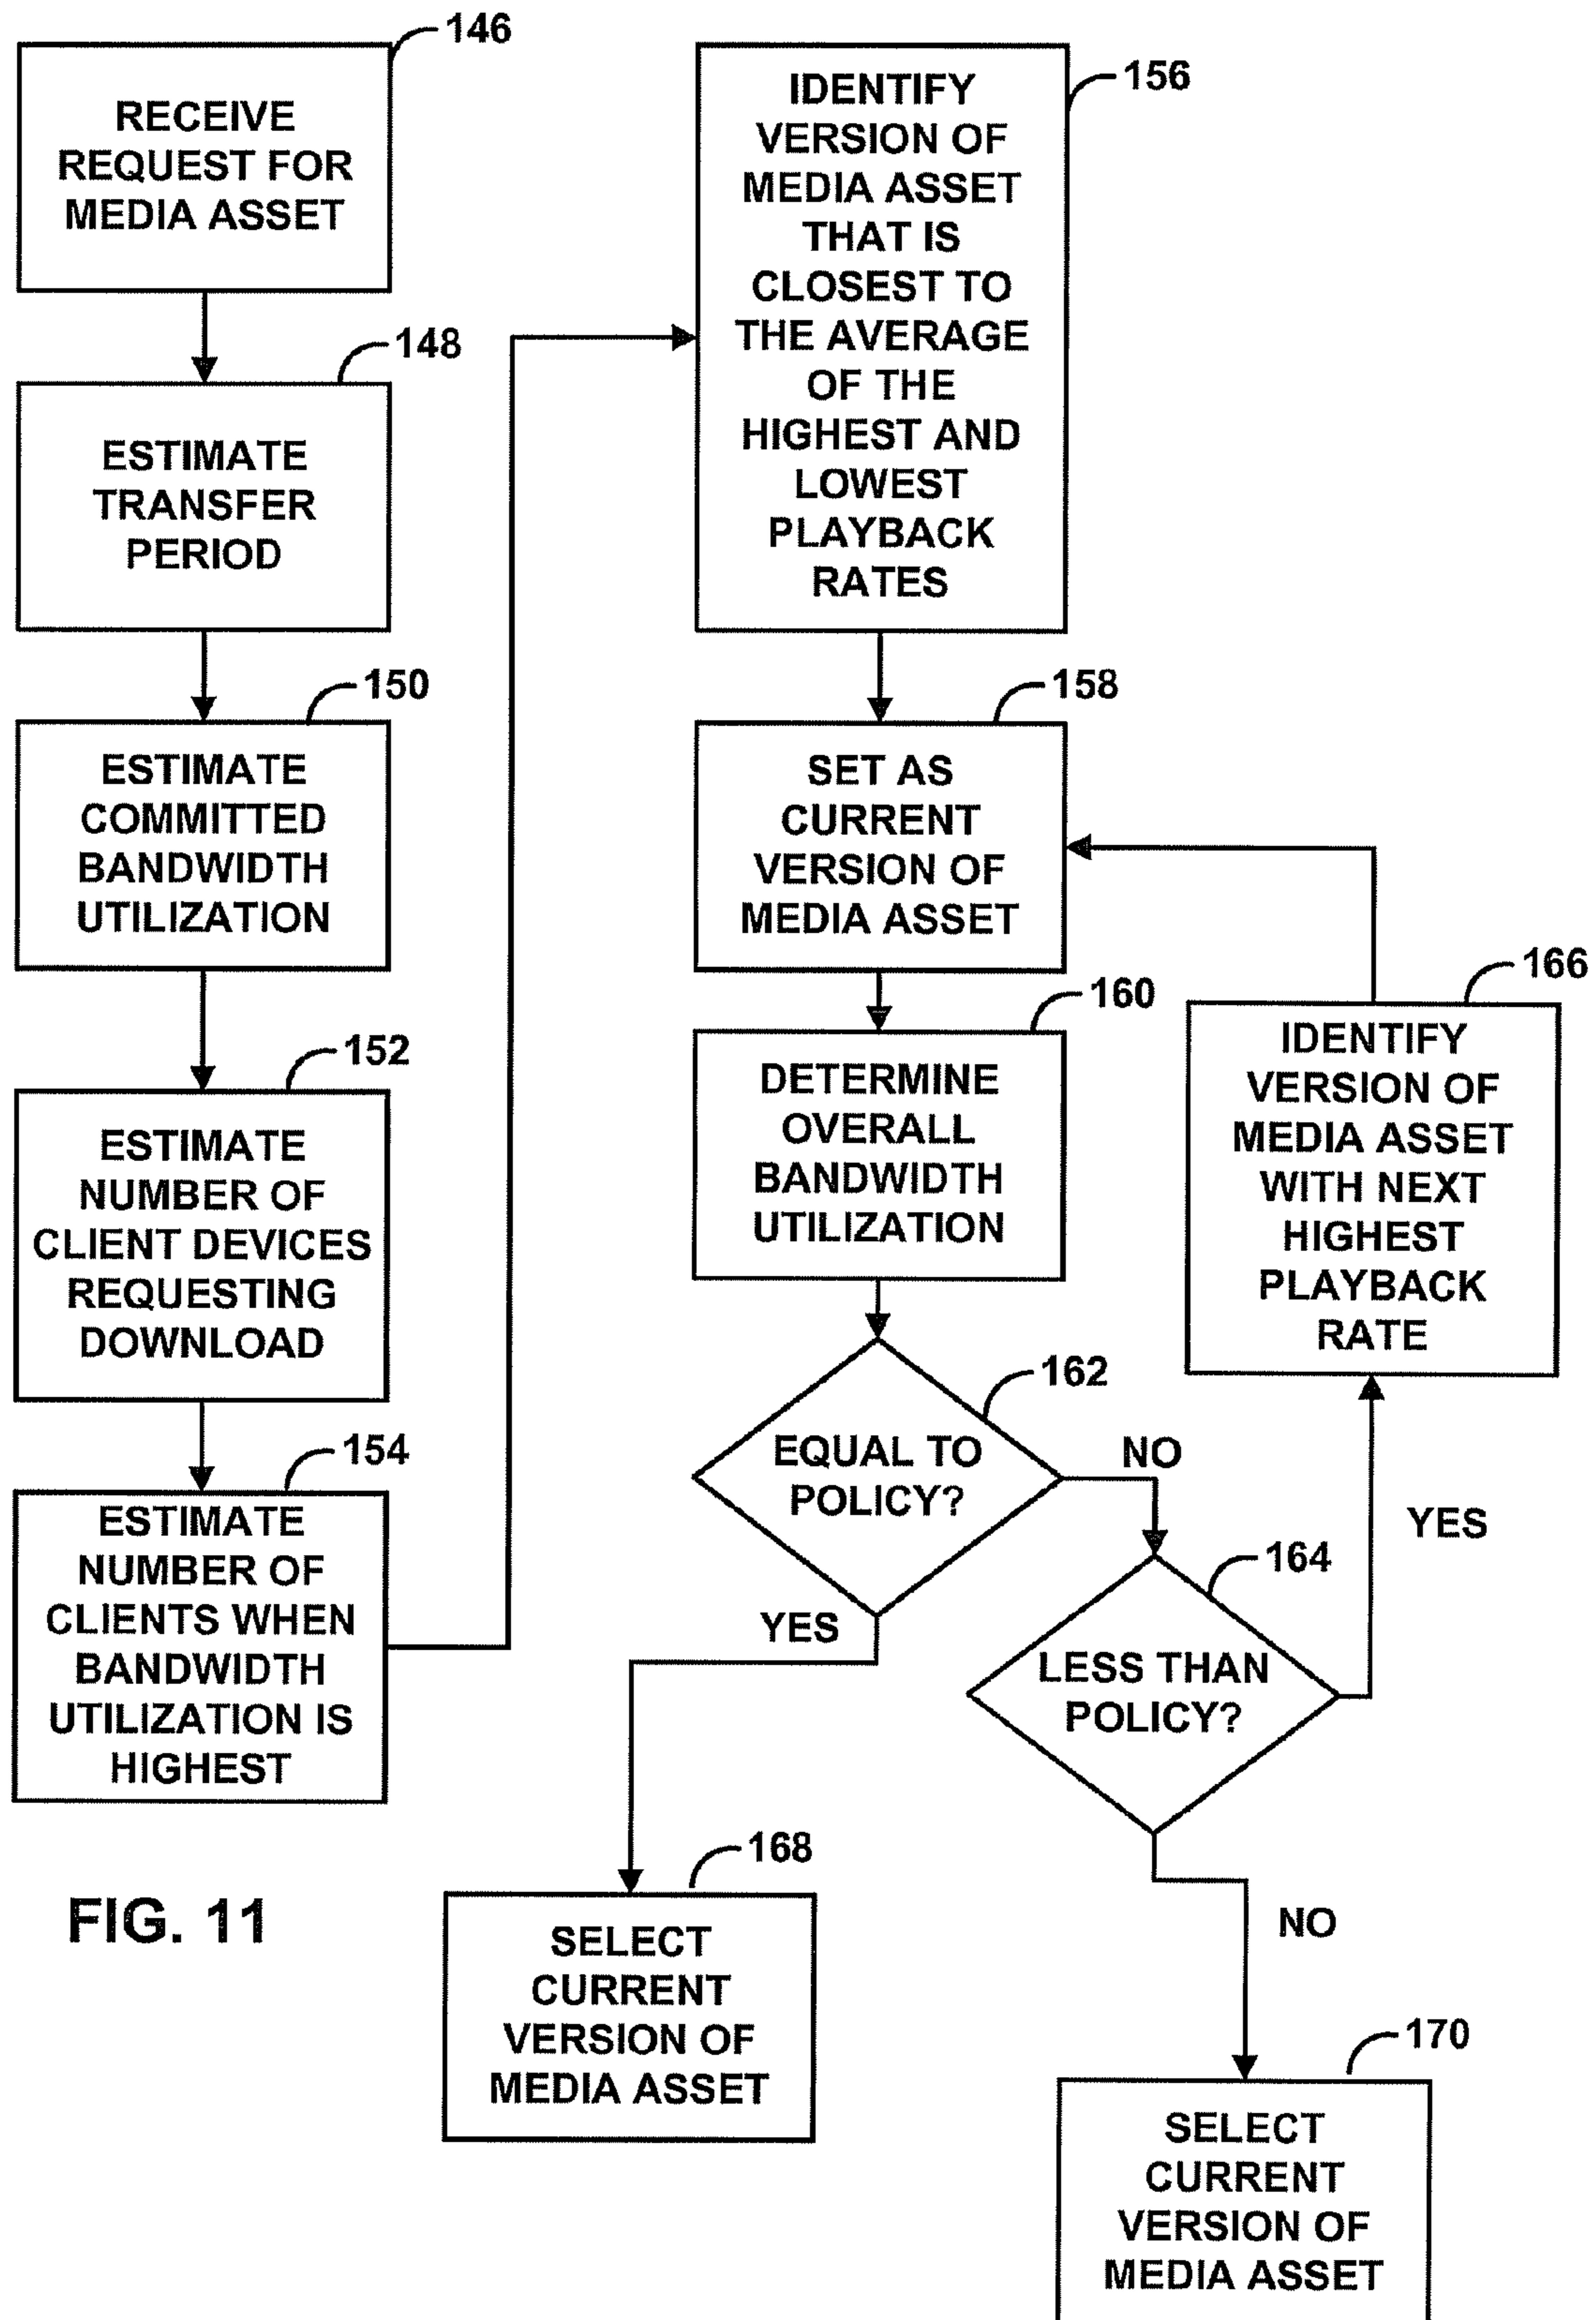 146
RECEIVE
REQUEST FOR
MEDIA ASSET
148
ESTIMATE
TRANSFER
PERIOD
150
ESTIMATE
COMMITTED
BANDWIDTH
UTILIZATION
152
ESTIMATE
NUMBER OF
CLIENT DEVICES
REQUESTING
DOWNLOAD
154
ESTIMATE
NUMBER OF
CLIENTS WHEN
BANDWIDTH
UTILIZATION IS
HIGHEST
156
IDENTIFY
VERSION OF
MEDIA ASSET
THAT IS
CLOSEST TO
THE AVERAGE
OF THE
HIGHEST AND
LOWEST
PLAYBACK
RATES
158
SET AS
CURRENT
VERSION OF
MEDIA ASSET
160
DETERMINE
OVERALL
BANDWIDTH
UTILIZATION
162
EQUAL TO
POLICY?
NO
YES
164
LESS THAN
POLICY?
YES
NO
166
IDENTIFY
VERSION OF
MEDIA ASSET
WITH NEXT
HIGHEST
PLAYBACK
RATE
168
SELECT
CURRENT
VERSION OF
MEDIA ASSET
170
SELECT
CURRENT
VERSION OF
MEDIA ASSET
FIG. 11